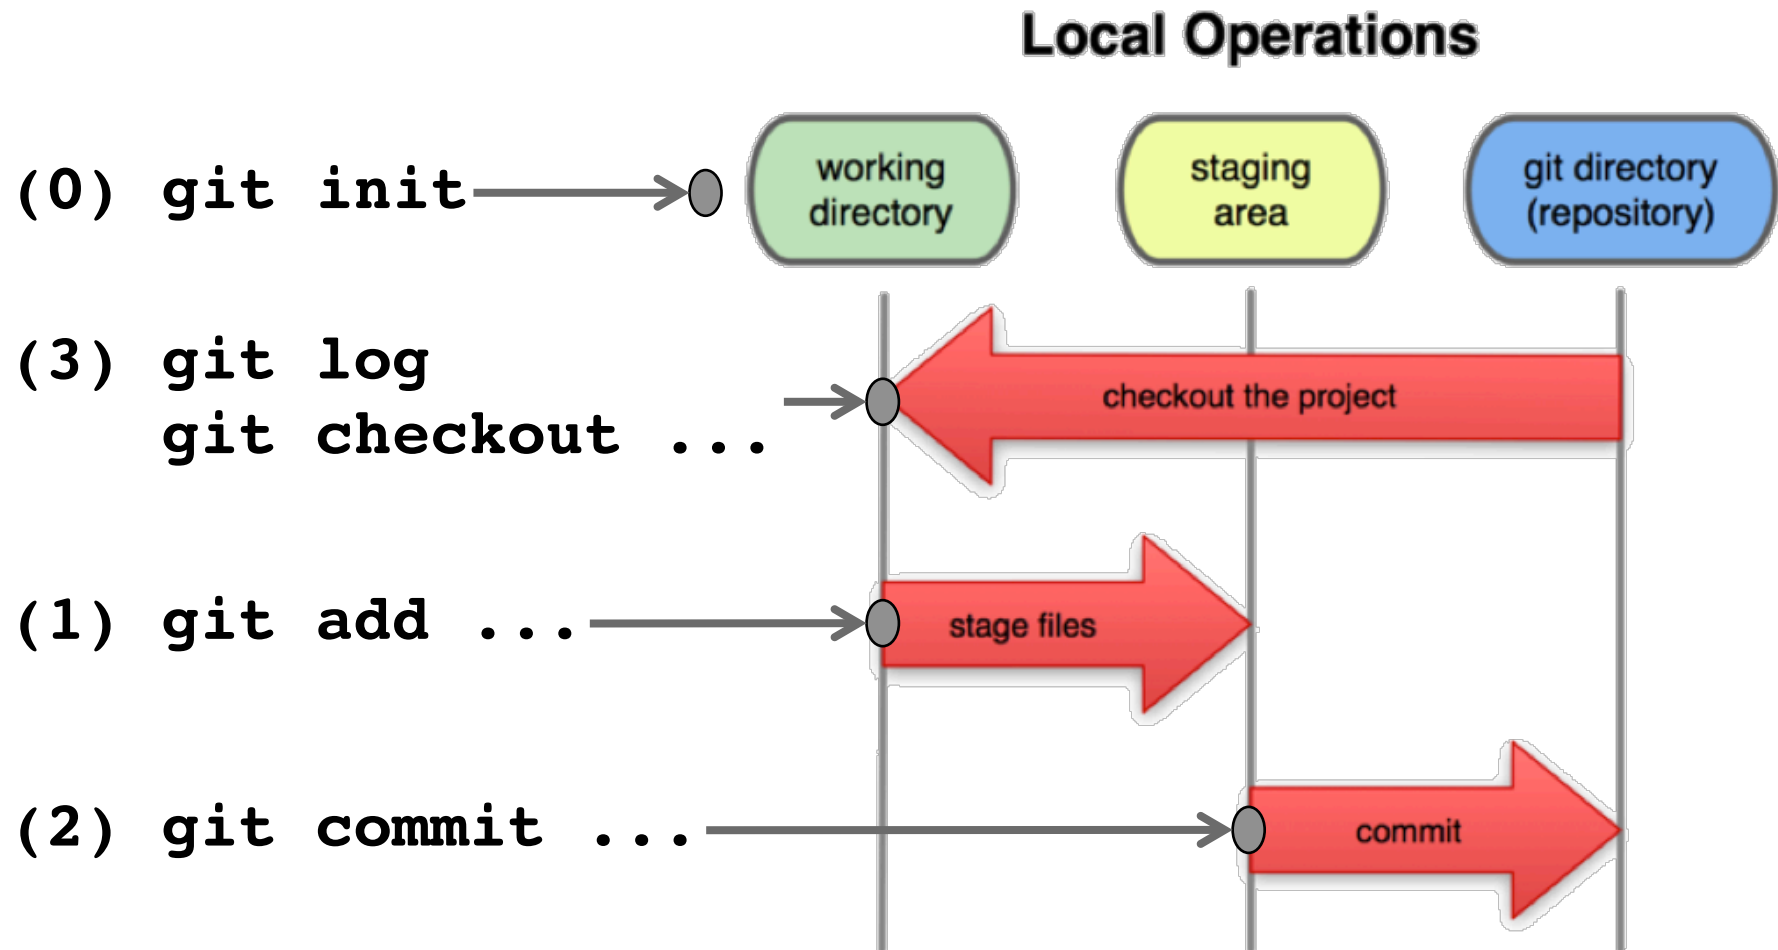 Local Operations
(0) git init
working
directory
staging
area
git directory
(repository)
(3) git log
git checkout ...
checkout the project
(1) git add ...
stage files
(2) git commit ...
commit